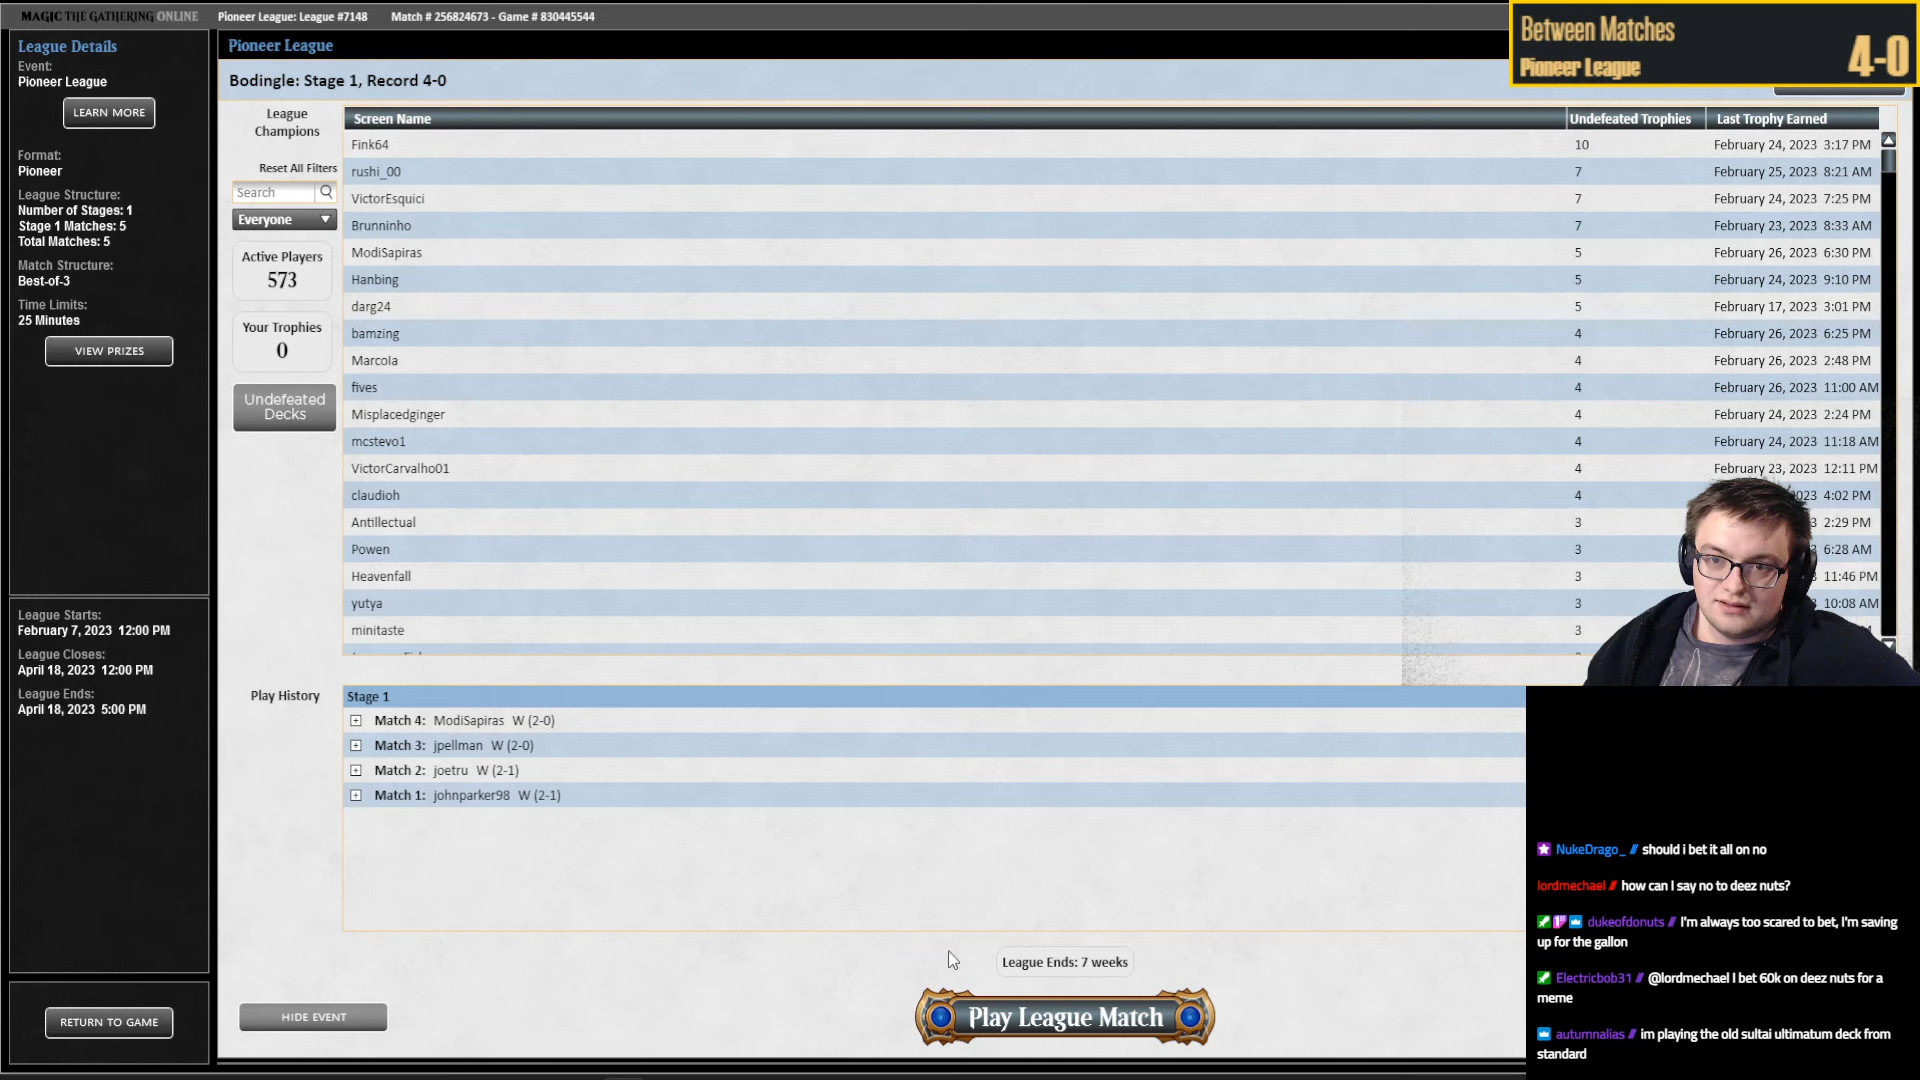 MAGIC THE GATHERING ONLINE
Pioneer League: League #7148
Match # 256824673 - Game # 830445544
League Details
Event:
Pioneer League
LEARN MORE
Format:
Pioneer
League Structure:
Number of Stages: 1
Stage 1 Matches: 5
Total Matches: 5
Match Structure:
Best-of-3
Time Limits:
25 Minutes
VIEW PRIZES
League Starts:
February 7, 2023 12:00 PM
League Closes:
April 18, 2023 12:00 PM
League Ends:
April 18, 2023 5:00 PM
RETURN TO GAME
Pioneer League
Bodingle: Stage 1, Record 4-0
Between Matches
Pioneer League
4-0
League
Champions
Reset All Filters
Search
Everyone
Active Players
573
Your Trophies
0
Undefeated
Decks
Screen Name Undefeated Trophies Last Trophy Earned
Fink64 10 February 24, 2023 3:17 PM
rushi_00 7 February 25, 2023 8:21 AM
VictorEsquici 7 February 24, 2023 7:25 PM
Brunninho 7 February 23, 2023 8:33 AM
ModiSapiras 5 February 26, 2023 6:30 PM
Hanbing 5 February 24, 2023 9:10 PM
darg24 5 February 17, 2023 3:01 PM
bamzing 4 February 26, 2023 6:25 PM
Marcola 4 February 26, 2023 2:48 PM
fives 4 February 26, 2023 11:00 AM
Misplacedginger 4 February 24, 2023 2:24 PM
mcstevo1 4 February 24, 2023 11:18 AM
VictorCarvalho01 4 February 23, 2023 12:11 PM
claudioh 4 023 4:02 PM
Antillectual 3 3 2:29 PM
Powen 3 3 6:28 AM
Heavenfall 3 11:46 PM
yutya 3 10:08 AM
minitaste 3
Play History
Stage 1
Match 4: ModiSapiras W (2-0)
Match 3: jpellman W (2-0)
Match 2: joetru W (2-1)
Match 1: johnparker98 W (2-1)
League Ends: 7 weeks
HIDE EVENT
Play League Match
NukeDrago_ // should i bet it all on no
lordmechael // how can I say no to deez nuts?
dukeofdonuts // I'm always too scared to bet, I'm saving
up for the gallon
Electricbob31 // @lordmechael I bet 60k on deez nuts for a
meme
autumnalias // im playing the old sultai ultimatum deck from
standard